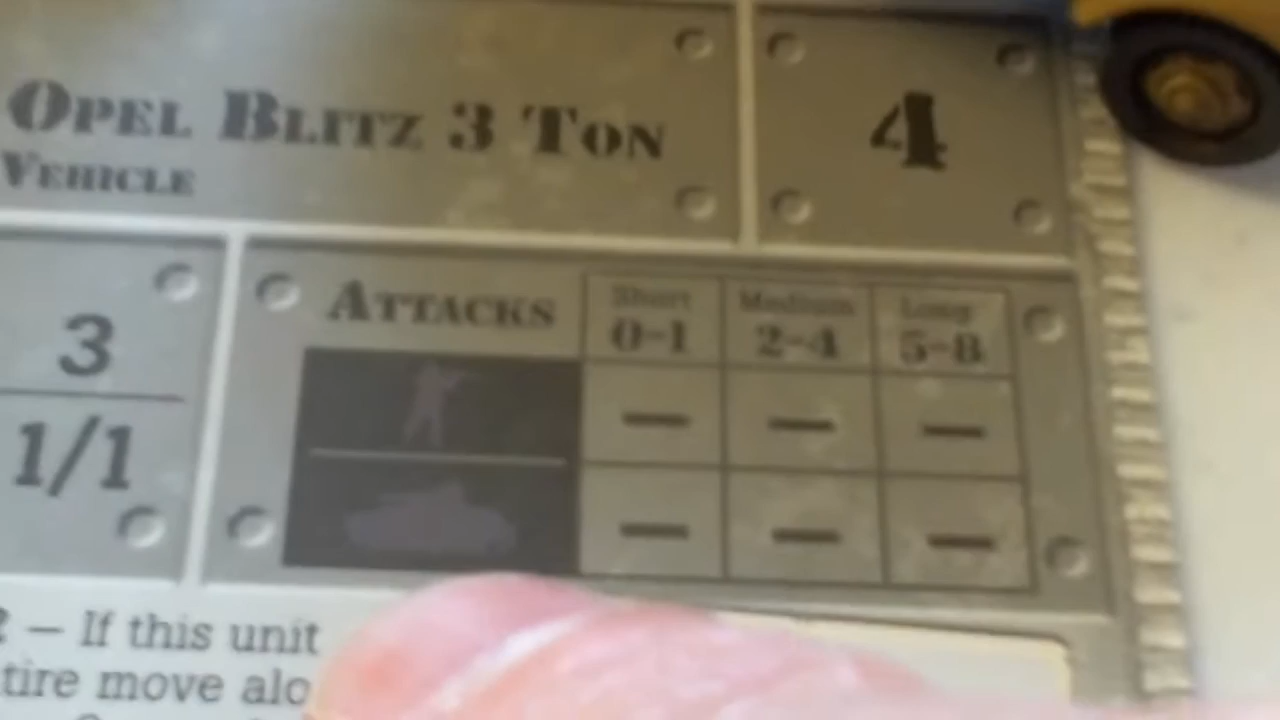 OPEL BLITZ 3 TON
4
VEHICLE
3
1/1
ATTACKS
Short Medium Long
0-1 2-4 5-8
— — —
— — —
— If this unit
tire move alo